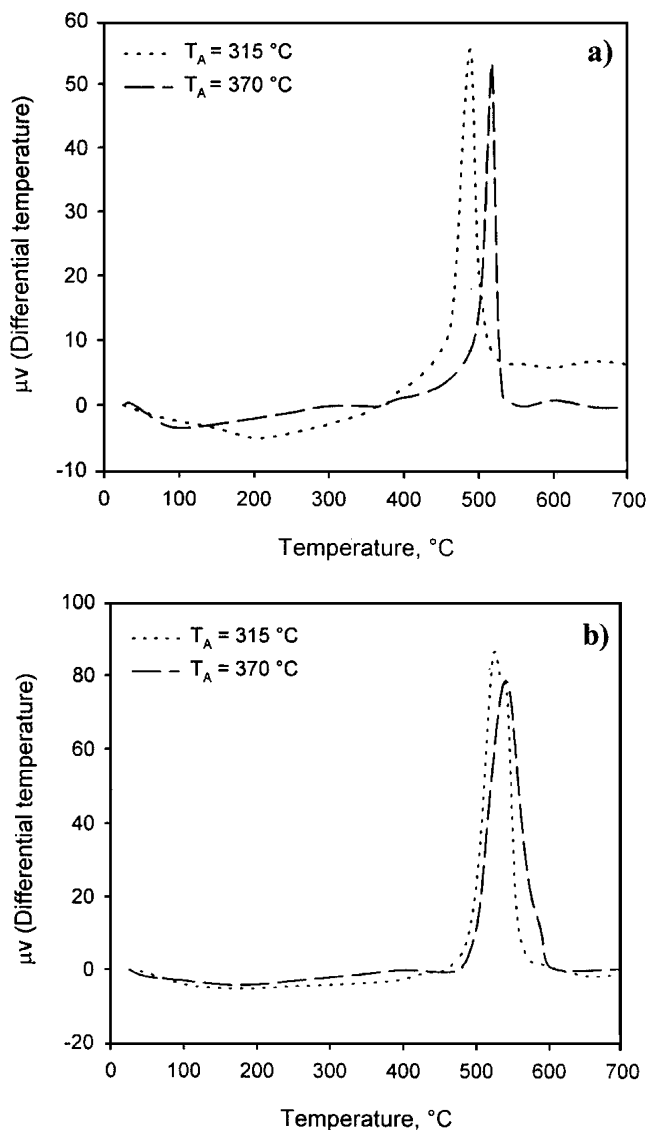 60
50
40
30
20
10
0
-10
μv (Differential temperature)
T_A = 315 °C
T_A = 370 °C
a)
0 100 200 300 400 500 600 700
Temperature, °C
100
80
60
40
20
0
-20
μv (Differential temperature)
T_A = 315 °C
T_A = 370 °C
b)
0 100 200 300 400 500 600 700
Temperature, °C